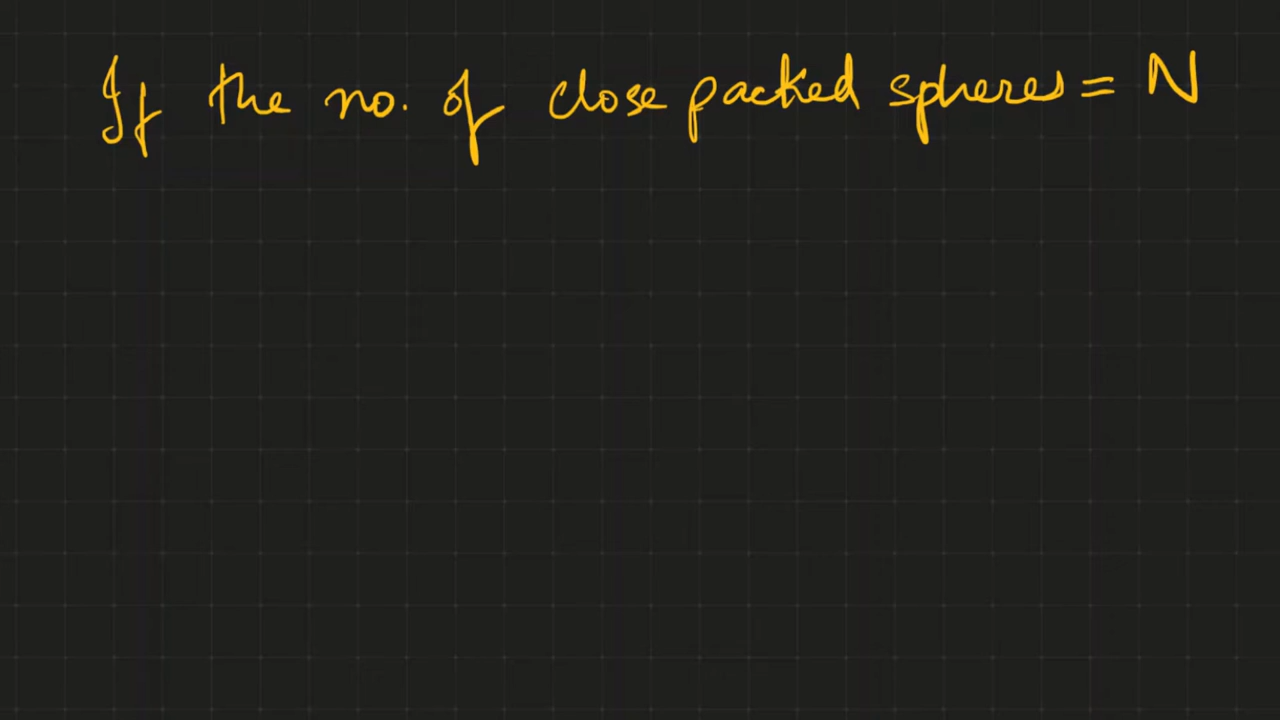 If the no. of close packed spheres = N